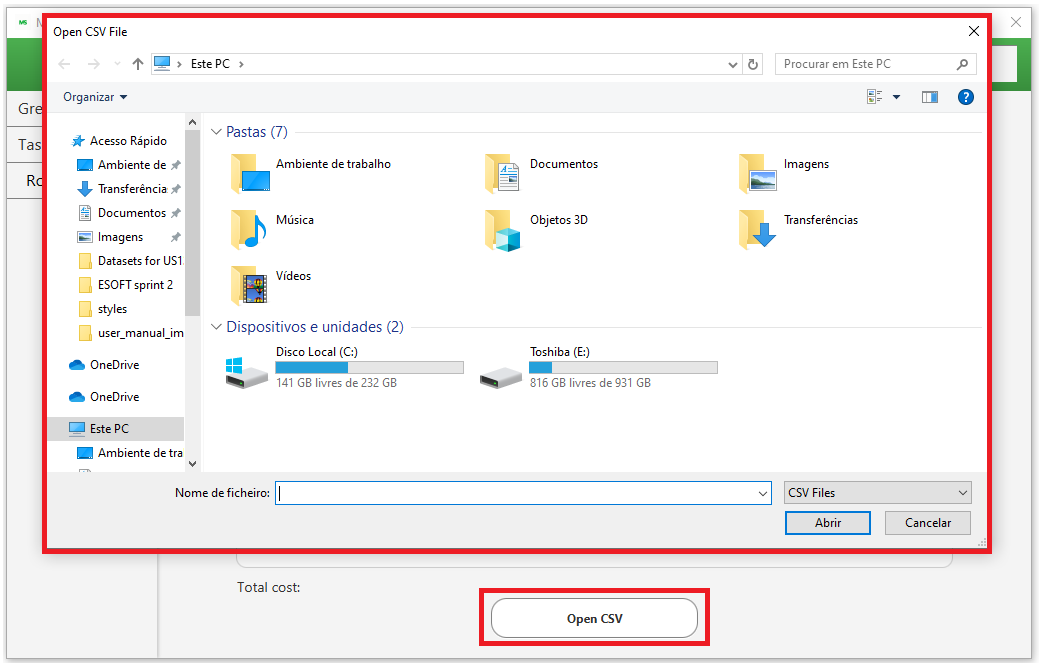 MS
Open CSV File
Este PC
Procurar em Este PC
Organizar
Gre
Tas
Ro
Acesso Rápido
Ambiente de
Transferência
Documentos
Imagens
Datasets for US1
ESOFT sprint 2
styles
user_manual_im
OneDrive
OneDrive
Este PC
Ambiente de tra
Pastas (7)
Ambiente de trabalho
Documentos
Imagens
Música
Objetos 3D
Transferências
Vídeos
Dispositivos e unidades (2)
Disco Local (C:)
141 GB livres de 232 GB
Toshiba (E:)
816 GB livres de 931 GB
Nome de ficheiro:
CSV Files
Abrir
Cancelar
Total cost:
Open CSV